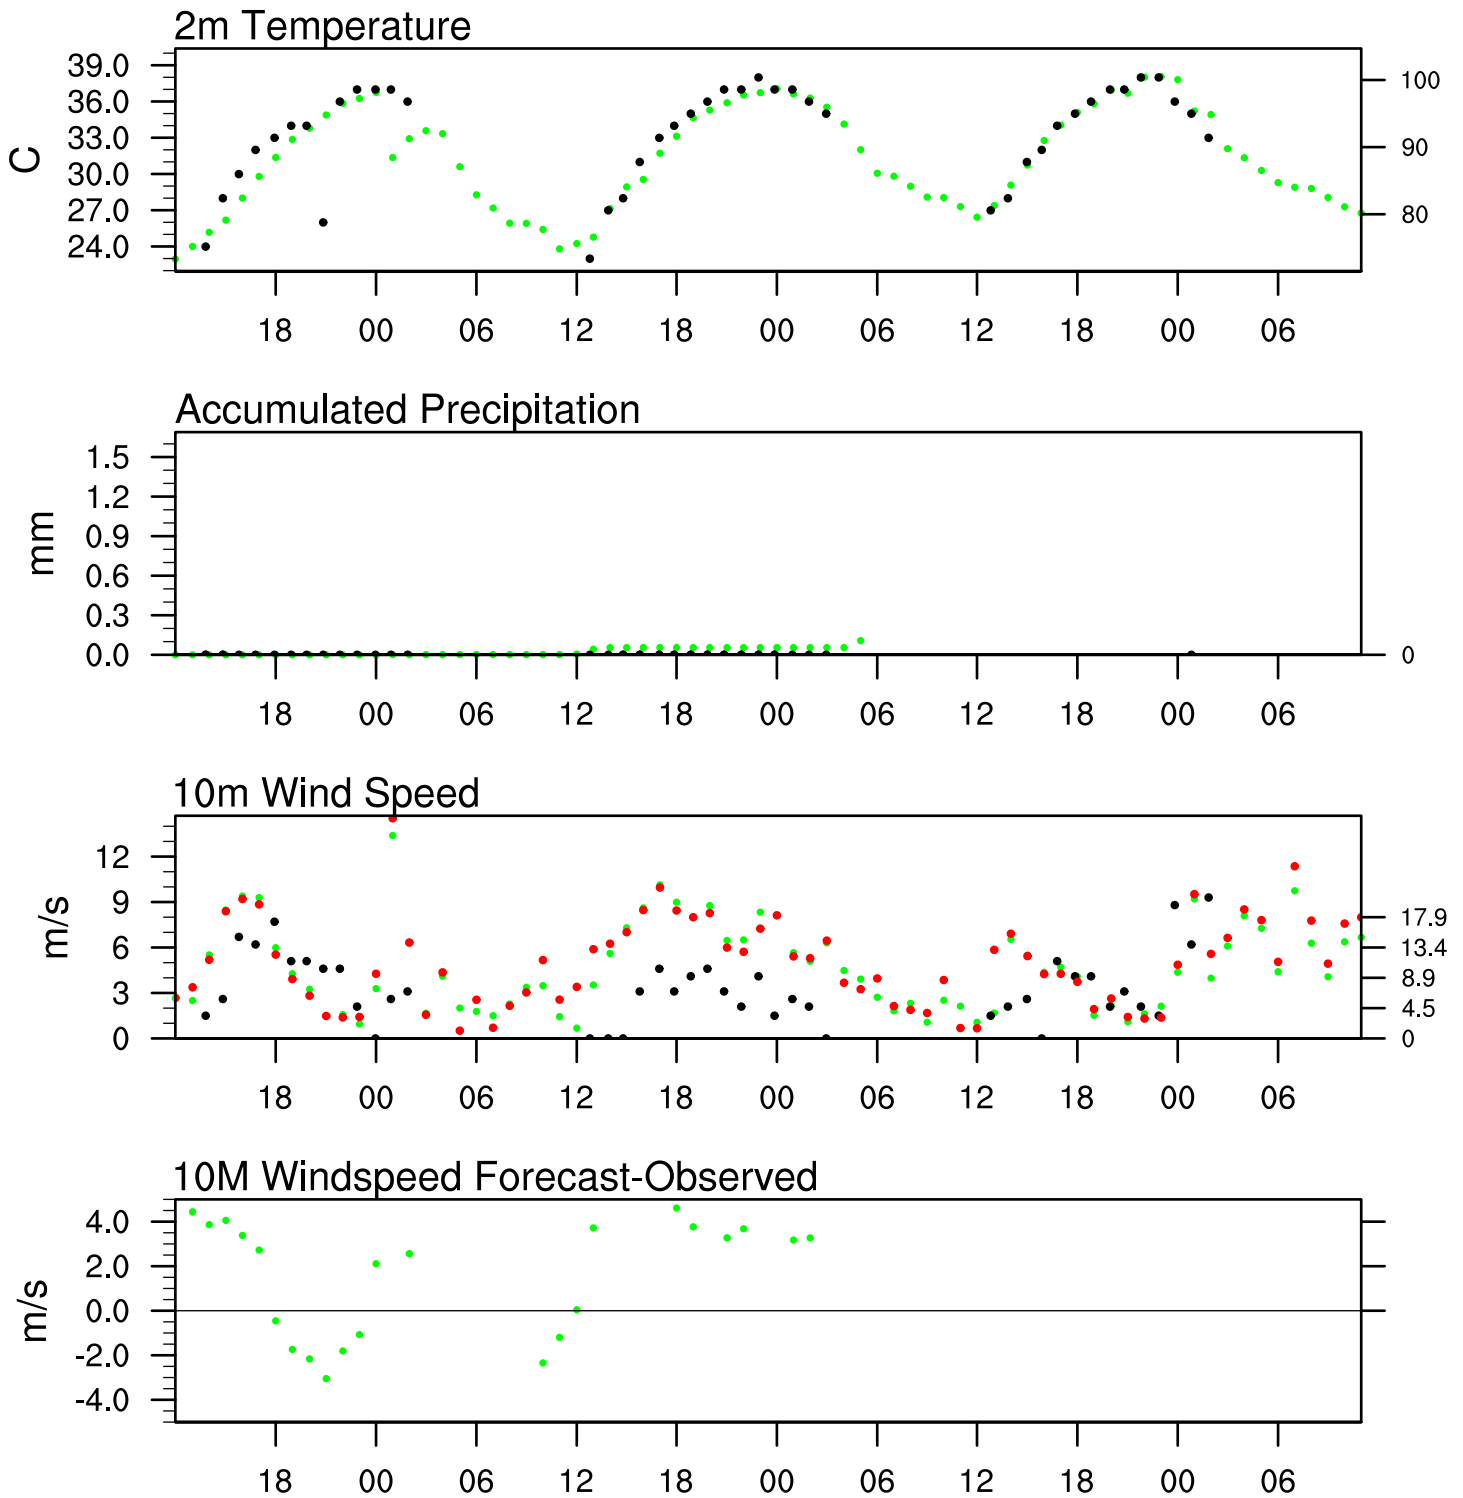 2m Temperature
39.0
36.0
33.0
30.0
27.0
24.0
C
100
90
80
18 00 06 12 18 00 06 12 18 00 06
Accumulated Precipitation
1.5
1.2
0.9
0.6
0.3
0.0
mm
0
18 00 06 12 18 00 06 12 18 00 06
10m Wind Speed
12
9
6
3
0
m/s
17.9
13.4
8.9
4.5
0
18 00 06 12 18 00 06 12 18 00 06
10M Windspeed Forecast-Observed
4.0
2.0
0.0
-2.0
-4.0
m/s
18 00 06 12 18 00 06 12 18 00 06